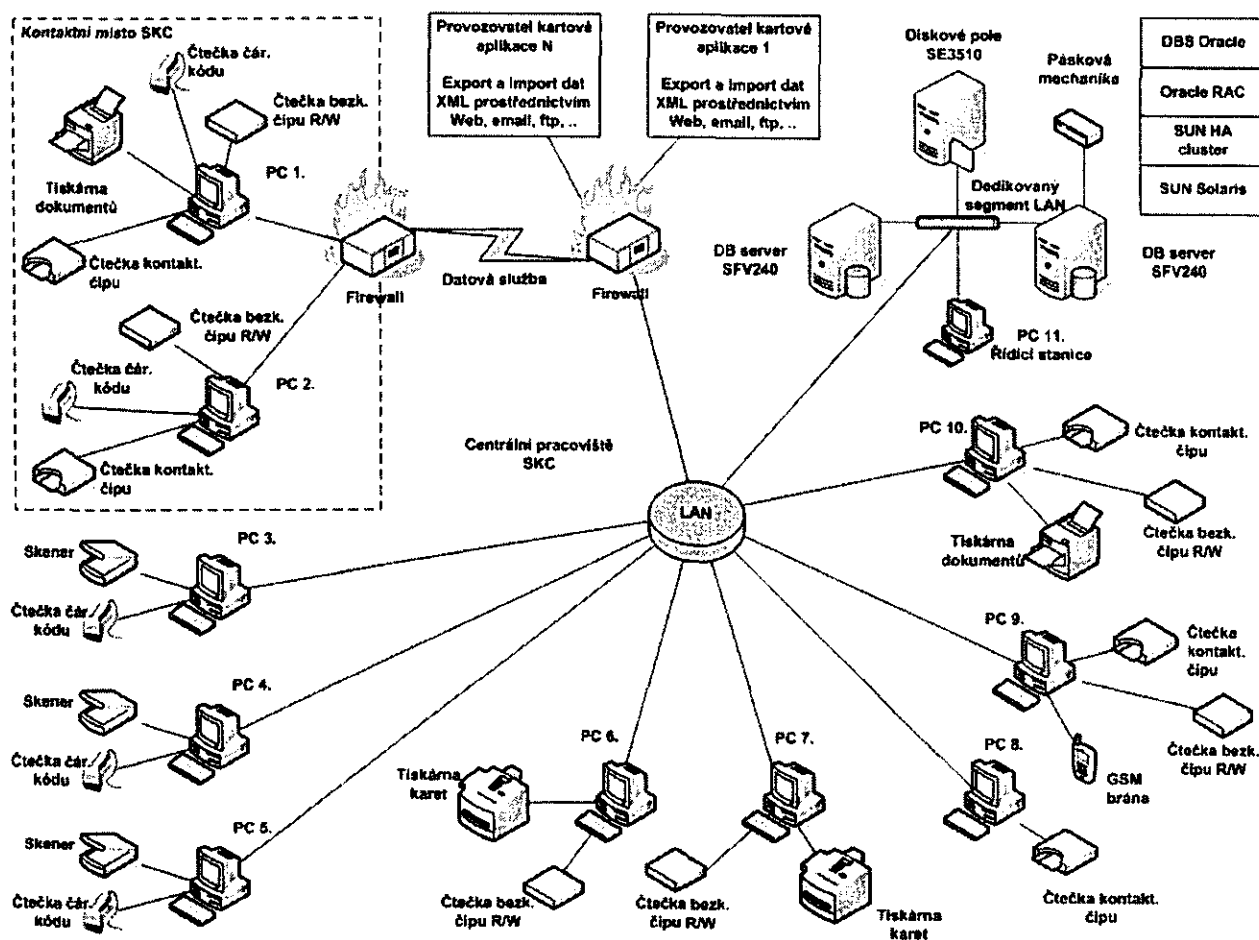 Kontaktní místo SKC
Čtečka čár.
kódu
Čtečka bezk.
čipu R/W
PC 1.
Tiskárna
dokumentů
Čtečka kontakt.
čipu
Čtečka bezk.
čipu R/W
Čtečka čár.
kódu
PC 2.
Čtečka kontakt.
čipu
Firewall
Datová služba
Firewall
Provozovatel kartové
aplikace N
Export a import dat
XML prostřednictvím
Web, email, ftp, ..
Provozovatel kartové
aplikace 1
Export a import dat
XML prostřednictvím
Web, email, ftp, ..
Diskové pole
SE3510
Pásková
mechanika
DBS Oracle
Oracle RAC
SUN HA
cluster
SUN Solaris
Dedikovaný
segment LAN
DB server
SFV240
DB server
SFV240
PC 11.
Řídící stanice
Centrální pracoviště
SKC
LAN
PC 10.
Čtečka kontakt.
čipu
Čtečka bezk.
čipu R/W
Tiskárna
dokumentů
PC 9.
Čtečka
kontakt.
čipu
Čtečka bezk.
čipu R/W
GSM
brána
PC 8.
Čtečka kontakt.
čipu
PC 7.
Čtečka bezk.
čipu R/W
Tiskárna
karet
PC 6.
Tiskárna
karet
Čtečka bezk.
čipu R/W
PC 3.
Skener
Čtečka čár.
kódu
PC 4.
Skener
Čtečka čár.
kódu
PC 5.
Skener
Čtečka čár.
kódu